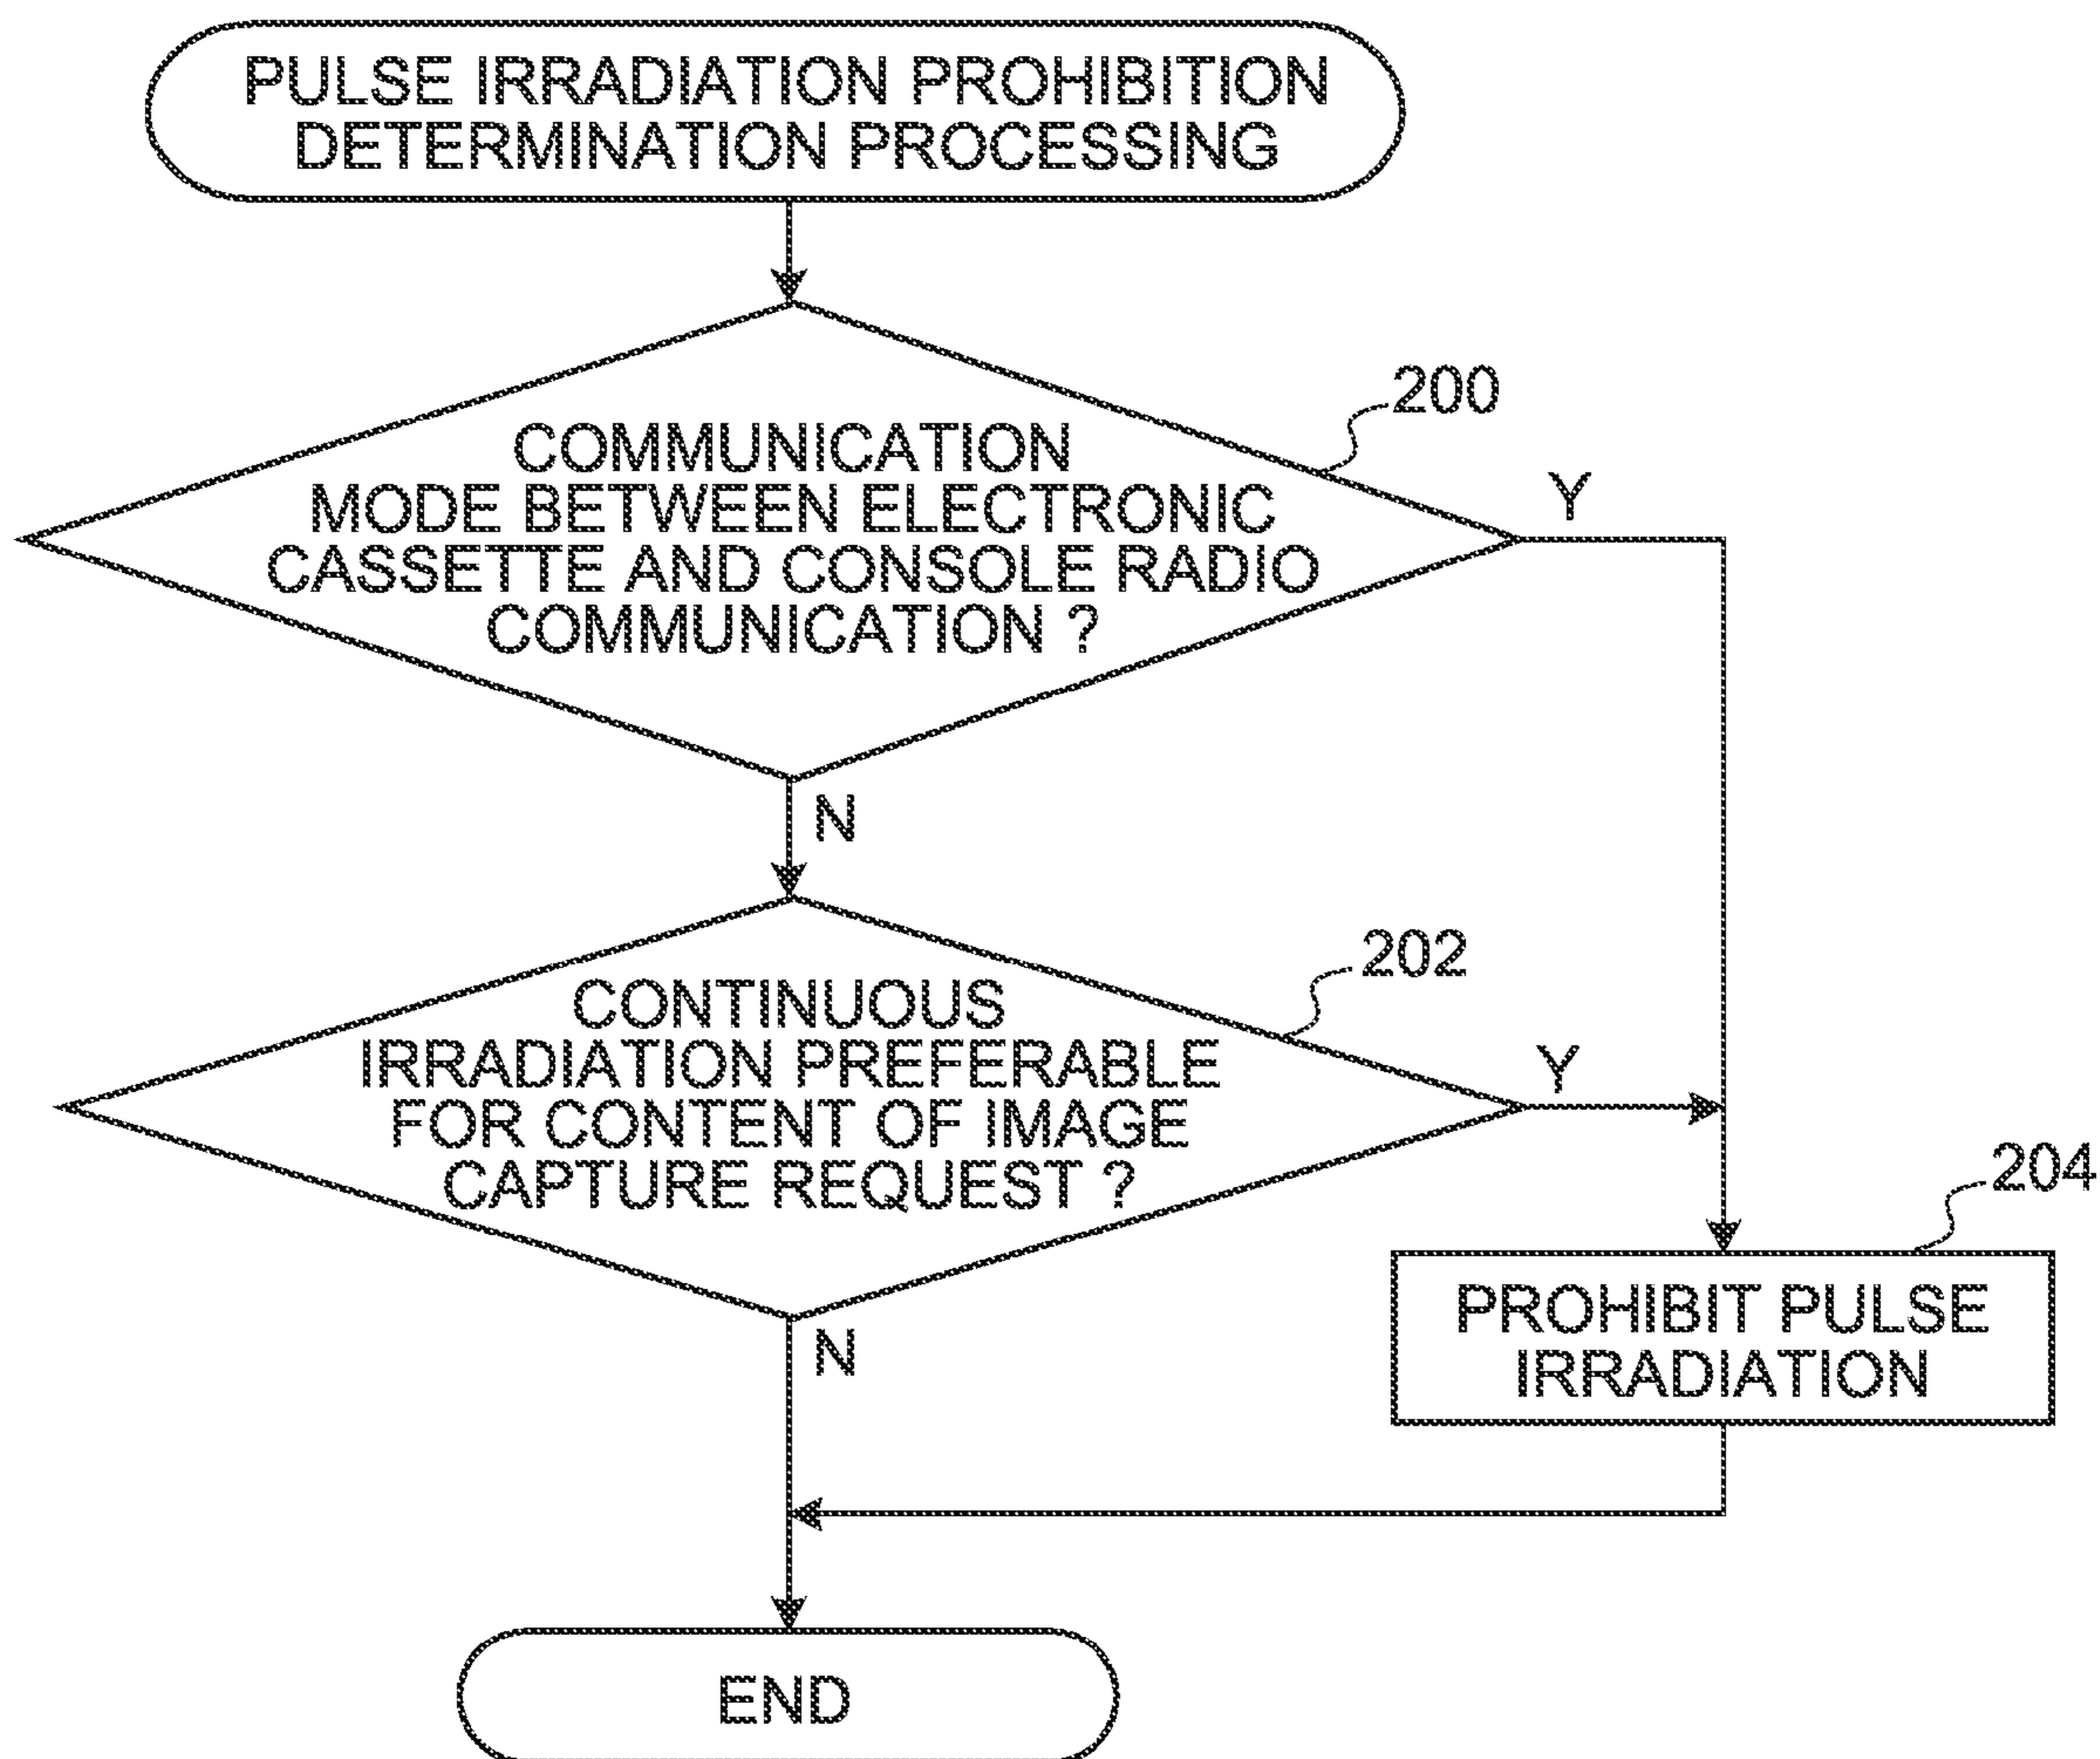 PULSE IRRADIATION PROHIBITION
DETERMINATION PROCESSING
200
COMMUNICATION
MODE BETWEEN ELECTRONIC
CASSETTE AND CONSOLE RADIO
COMMUNICATION ?
Y
N
202
CONTINUOUS
IRRADIATION PREFERABLE
FOR CONTENT OF IMAGE
CAPTURE REQUEST ?
Y
204
PROHIBIT PULSE
IRRADIATION
N
END